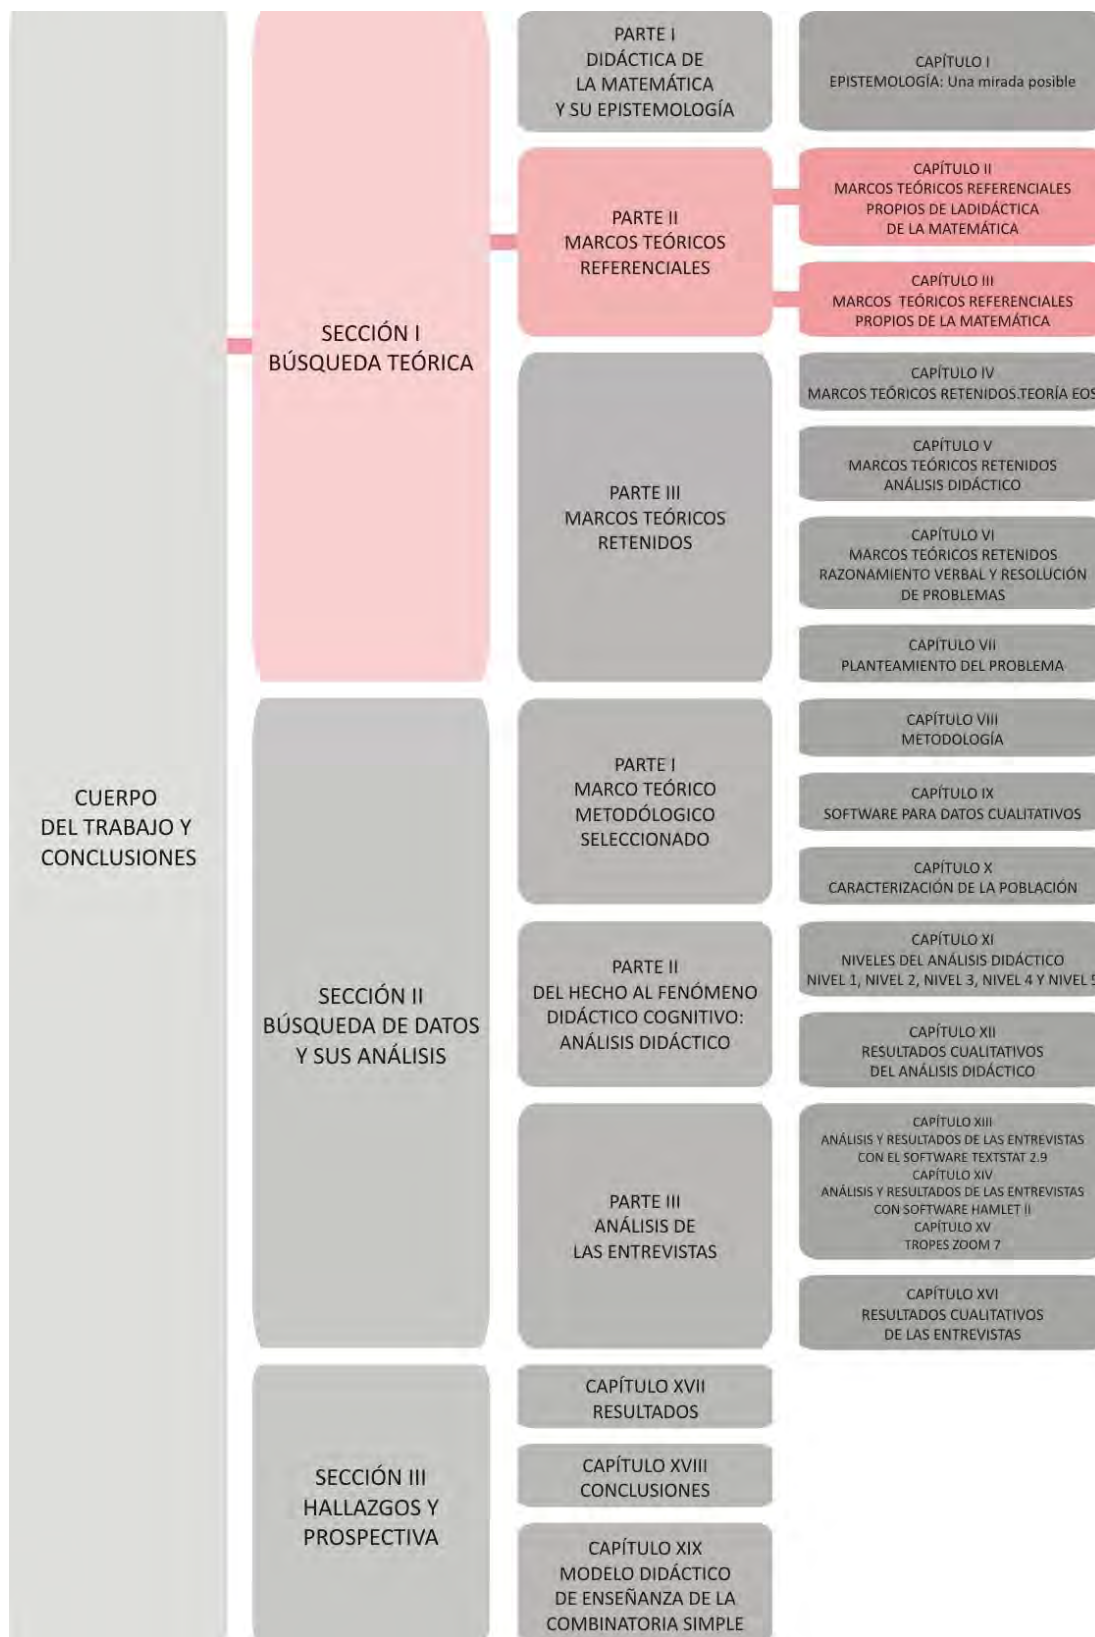 CUERPO
DEL TRABAJO Y
CONCLUSIONES
SECCIÓN I
BÚSQUEDA TEÓRICA
PARTE I
DIDÁCTICA DE
LA MATEMÁTICA
Y SU EPISTEMOLOGÍA
CAPÍTULO I
EPISTEMOLOGÍA: Una mirada posible
PARTE II
MARCOS TEÓRICOS
REFERENCIALES
CAPÍTULO II
MARCOS TEÓRICOS REFERENCIALES
PROPIOS DE LADIDÁCTICA
DE LA MATEMÁTICA
CAPÍTULO III
MARCOS TEÓRICOS REFERENCIALES
PROPIOS DE LA MATEMÁTICA
PARTE III
MARCOS TEÓRICOS
RETENIDOS
CAPÍTULO IV
MARCOS TEÓRICOS RETENIDOS.TEORÍA EOS
CAPÍTULO V
MARCOS TEÓRICOS RETENIDOS
ANÁLISIS DIDÁCTICO
CAPÍTULO VI
MARCOS TEÓRICOS RETENIDOS
RAZONAMIENTO VERBAL Y RESOLUCIÓN
DE PROBLEMAS
CAPÍTULO VII
PLANTEAMIENTO DEL PROBLEMA
SECCIÓN II
BÚSQUEDA DE DATOS
Y SUS ANÁLISIS
PARTE I
MARCO TEÓRICO
METODÓLOGICO
SELECCIONADO
CAPÍTULO VIII
METODOLOGÍA
CAPÍTULO IX
SOFTWARE PARA DATOS CUALITATIVOS
CAPÍTULO X
CARACTERIZACIÓN DE LA POBLACIÓN
PARTE II
DEL HECHO AL FENÓMENO
DIDÁCTICO COGNITIVO:
ANÁLISIS DIDÁCTICO
CAPÍTULO XI
NIVELES DEL ANÁLISIS DIDÁCTICO
NIVEL 1, NIVEL 2, NIVEL 3, NIVEL 4 Y NIVEL 5
CAPÍTULO XII
RESULTADOS CUALITATIVOS
DEL ANÁLISIS DIDÁCTICO
PARTE III
ANÁLISIS DE
LAS ENTREVISTAS
CAPÍTULO XIII
ANÁLISIS Y RESULTADOS DE LAS ENTREVISTAS
CON EL SOFTWARE TEXTSTAT 2.9
CAPÍTULO XIV
ANÁLISIS Y RESULTADOS DE LAS ENTREVISTAS
CON SOFTWARE HAMLET II
CAPÍTULO XV
TROPES ZOOM 7
CAPÍTULO XVI
RESULTADOS CUALITATIVOS
DE LAS ENTREVISTAS
SECCIÓN III
HALLAZGOS Y
PROSPECTIVA
CAPÍTULO XVII
RESULTADOS
CAPÍTULO XVIII
CONCLUSIONES
CAPÍTULO XIX
MODELO DIDÁCTICO
DE ENSEÑANZA DE LA
COMBINATORIA SIMPLE